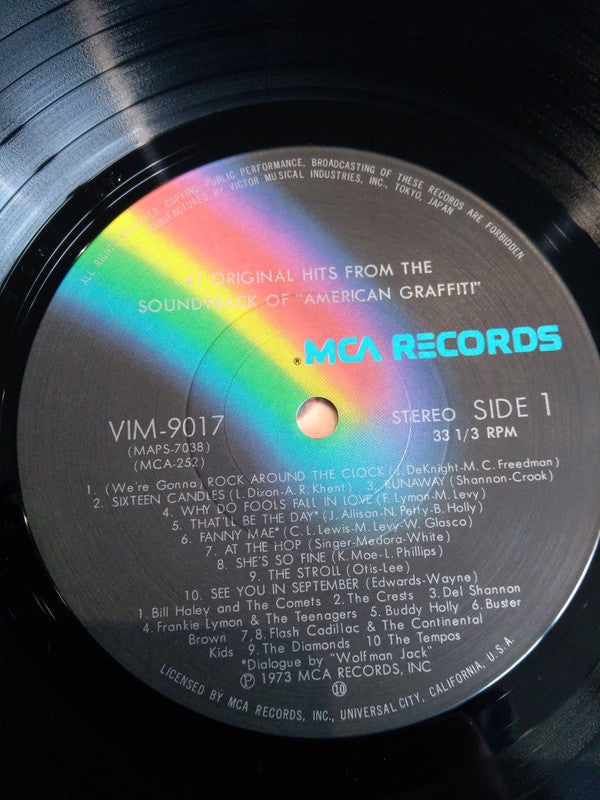 ALL RIGHTS RESERVED. COPYING, PUBLIC PERFORMANCE, BROADCASTING OF THESE RECORDS ARE FORBIDDEN.
MANUFACTURED BY VICTOR MUSICAL INDUSTRIES, INC., TOKYO, JAPAN
41 ORIGINAL HITS FROM THE
SOUNDTRACK OF "AMERICAN GRAFFITI"
® MCA RECORDS
VIM-9017
(MAPS-7038)
(MCA-252)
STEREO SIDE 1
33 1/3 RPM
1. (We're Gonna) ROCK AROUND THE CLOCK (J. DeKnight-M.C. Freedman)
2. SIXTEEN CANDLES (L. Dixon-A.R. Khent) 3. RUNAWAY (Shannon-Crook)
4. WHY DO FOOLS FALL IN LOVE (F. Lymon-M. Levy)
5. THAT'LL BE THE DAY* (J. Allison-N. Petty-B. Holly)
6. FANNY MAE* (C. L. Lewis-M. Levy-W. Glasco)
7. AT THE HOP (Singer-Medora-White)
8. SHE'S SO FINE (K. Moe-L. Phillips)
9. THE STROLL (Otis-Lee)
10. SEE YOU IN SEPTEMBER (Edwards-Wayne)
1. Bill Haley and The Comets 2. The Crests 3. Del Shannon
4. Frankie Lymon & The Teenagers 5. Buddy Holly 6. Buster
Brown 7,8. Flash Cadillac & The Continental
Kids 9. The Diamonds 10 The Tempos
*Dialogue by "Wolfman Jack"
Ⓟ 1973 MCA RECORDS, INC
⑩
LICENSED BY MCA RECORDS, INC., UNIVERSAL CITY, CALIFORNIA, U.S.A.